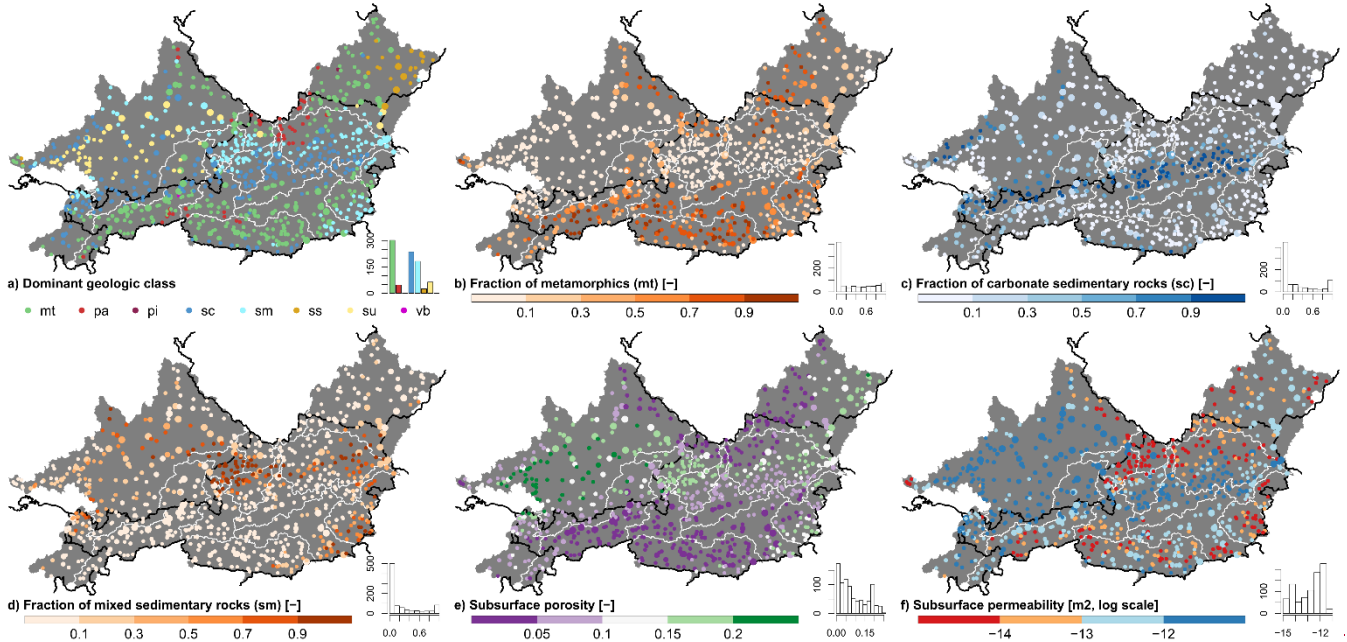 300
150
0
a) Dominant geologic class
mt pa pi sc sm ss su vb
0 200
0.0 0.6
b) Fraction of metamorphics (mt) [−]
0.1 0.3 0.5 0.7 0.9
0 200
0.0 0.6
c) Fraction of carbonate sedimentary rocks (sc) [−]
0.1 0.3 0.5 0.7 0.9
0 200 500
0.0 0.6
d) Fraction of mixed sedimentary rocks (sm) [−]
0.1 0.3 0.5 0.7 0.9
0 100
0.00 0.15
e) Subsurface porosity [−]
0.05 0.1 0.15 0.2
0 100
−15 −12
f) Subsurface permeability [m2, log scale]
−14 −13 −12